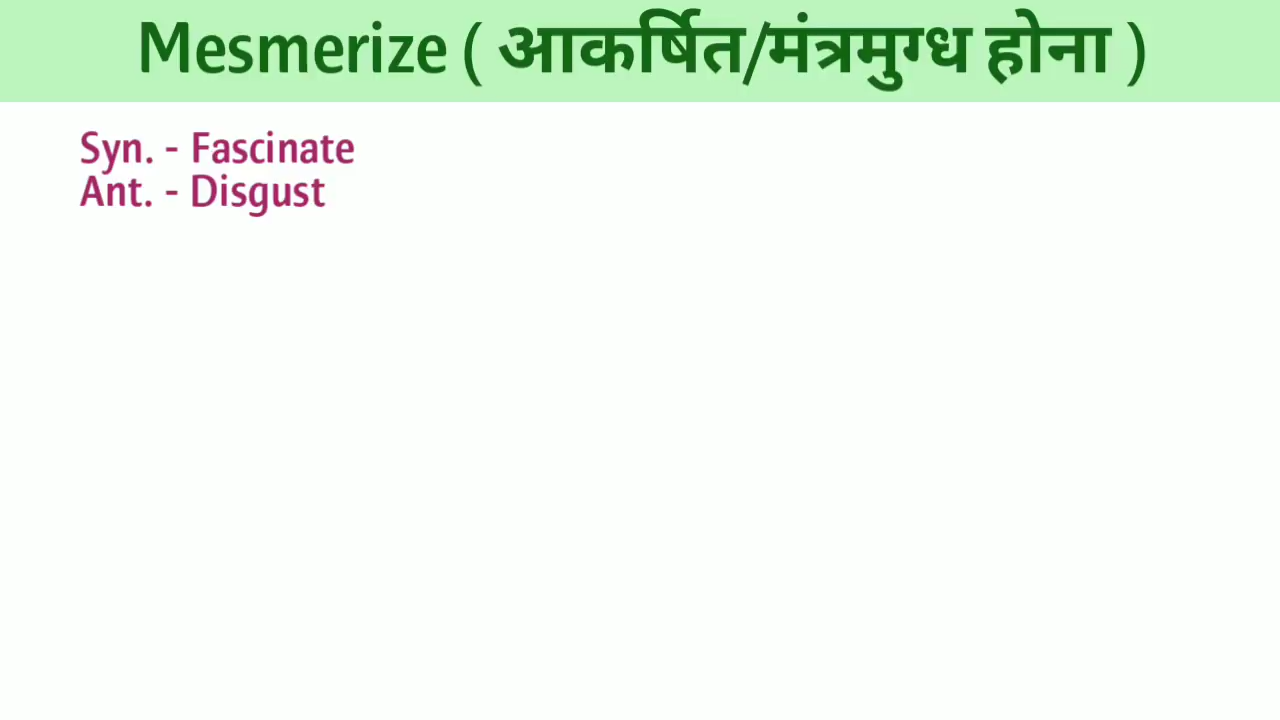 Mesmerize ( आकर्षित/मंत्रमुग्ध होना )
Syn. - Fascinate
Ant. - Disgust